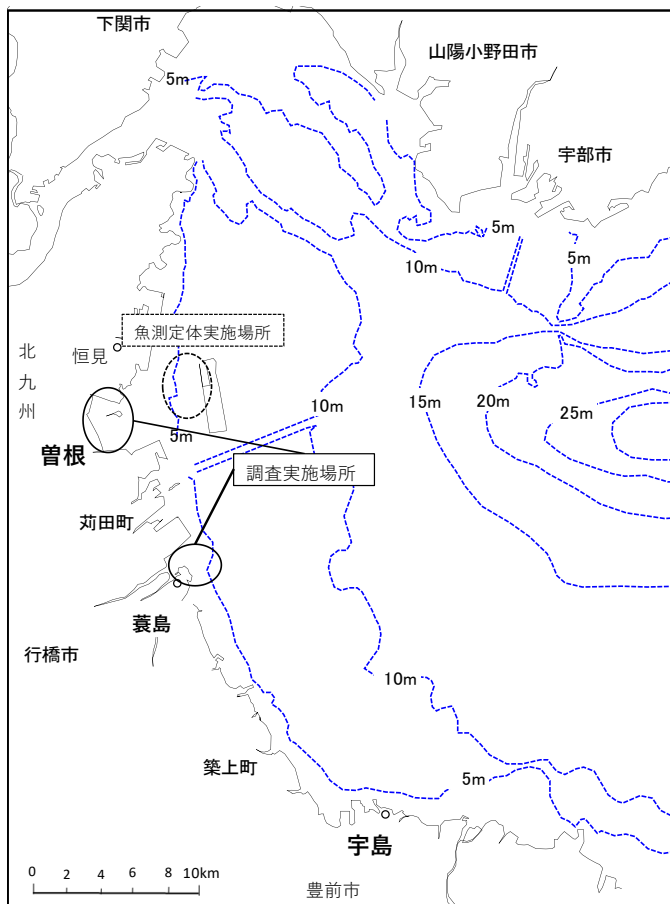 下関市
山陽小野田市
5m
宇部市
5m
5m
10m
魚測定体実施場所
北九州
恒見
15m
20m
10m
25m
5m
曽根
調査実施場所
苅田町
蓑島
行橋市
10m
築上町
5m
宇島
0 2 4 6 8 10km
豊前市